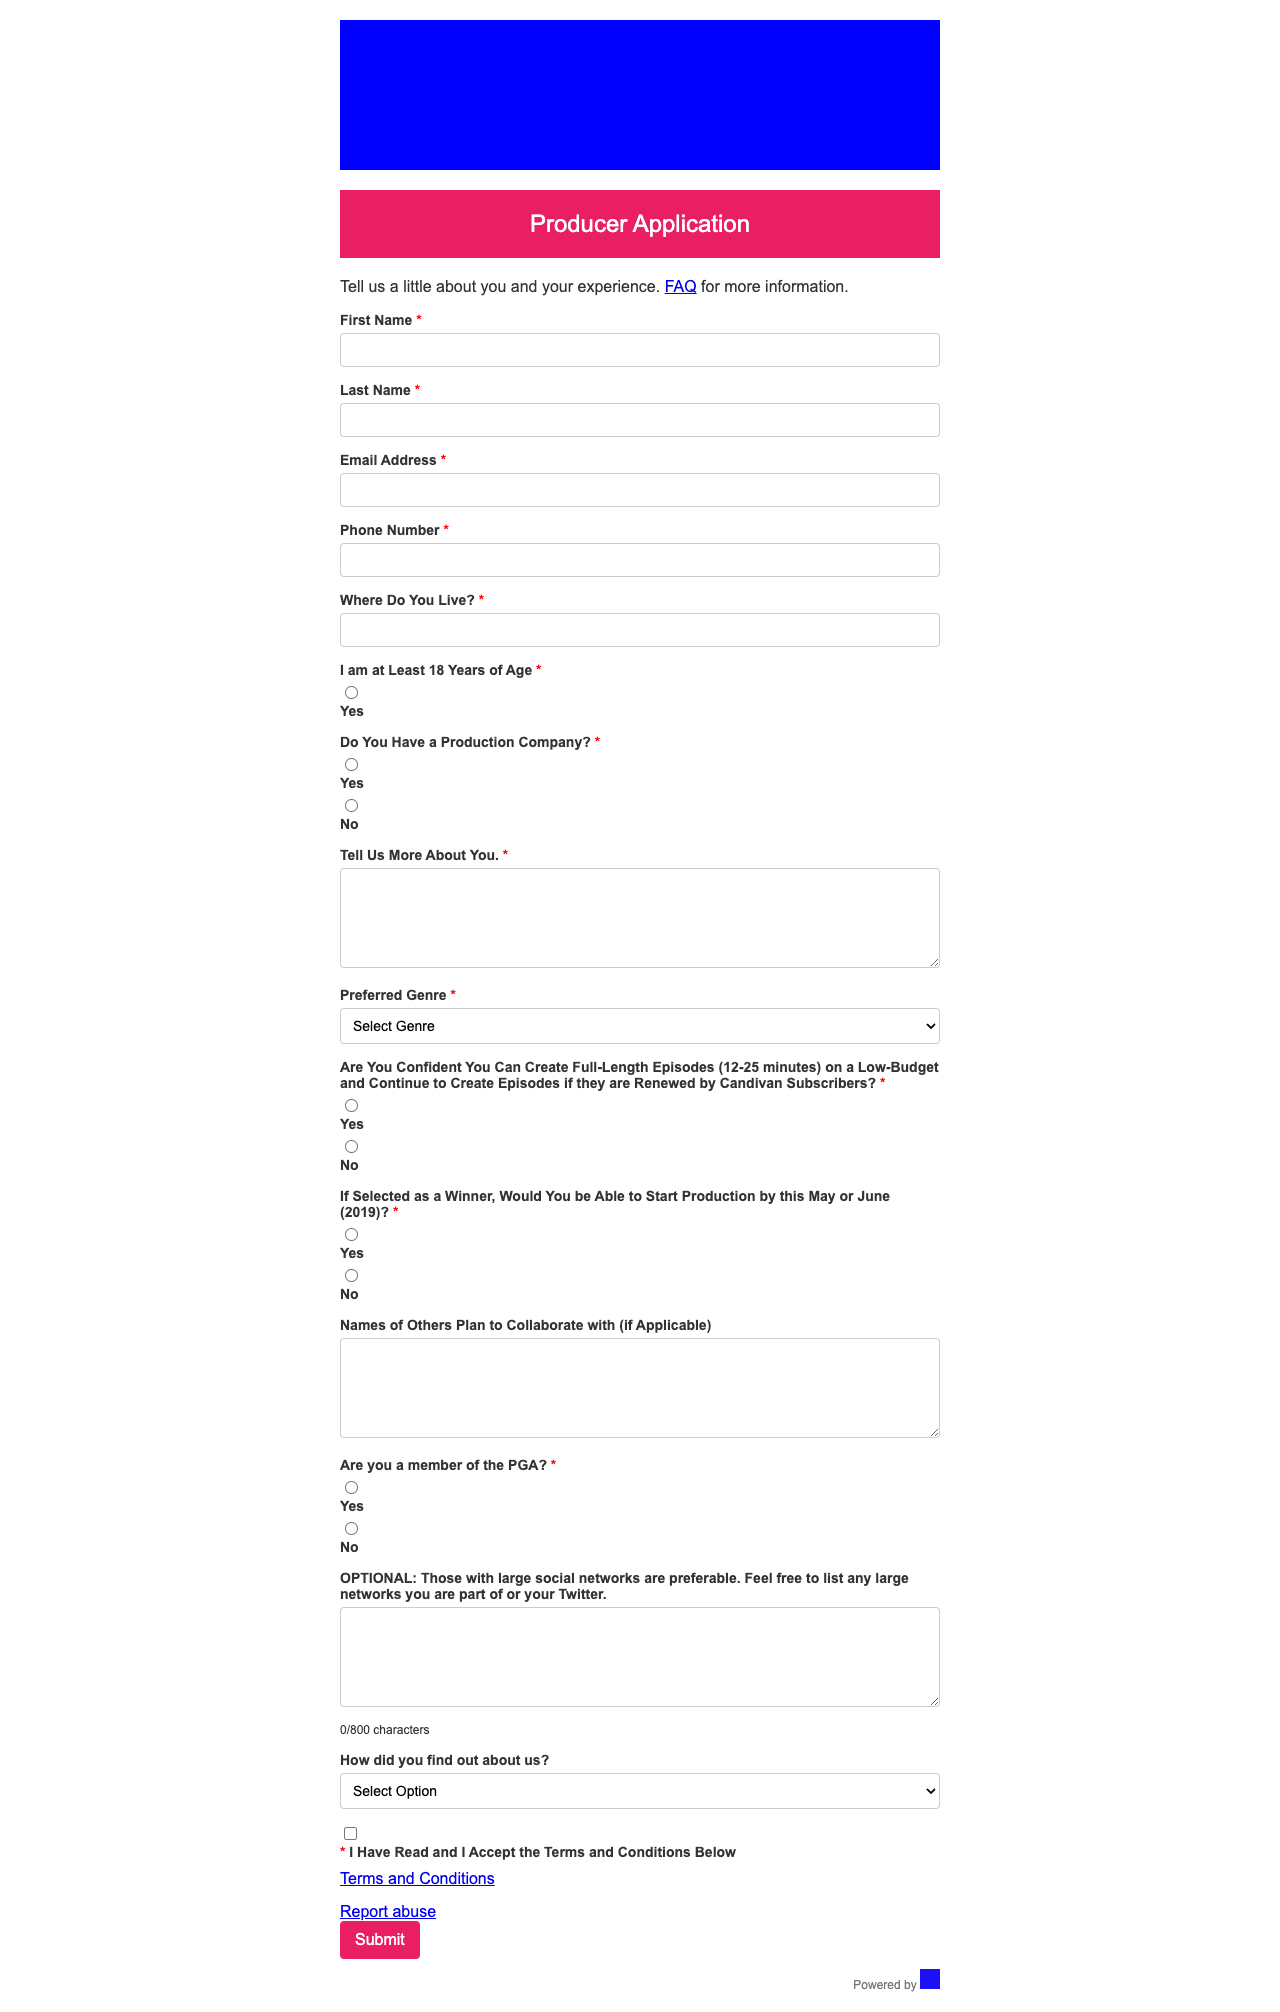 Producer Application
Tell us a little about you and your experience. FAQ for more information.
First Name *
Last Name *
Email Address *
Phone Number *
Where Do You Live? *
I am at Least 18 Years of Age *
Yes
Do You Have a Production Company? *
Yes
No
Tell Us More About You. *
Preferred Genre *
Select Genre
Are You Confident You Can Create Full-Length Episodes (12-25 minutes) on a Low-Budget
and Continue to Create Episodes if they are Renewed by Candivan Subscribers? *
Yes
No
If Selected as a Winner, Would You be Able to Start Production by this May or June
(2019)? *
Yes
No
Names of Others Plan to Collaborate with (if Applicable)
Are you a member of the PGA? *
Yes
No
OPTIONAL: Those with large social networks are preferable. Feel free to list any large
networks you are part of or your Twitter.
0/800 characters
How did you find out about us?
Select Option
* I Have Read and I Accept the Terms and Conditions Below
Terms and Conditions
Report abuse
Submit
Powered by